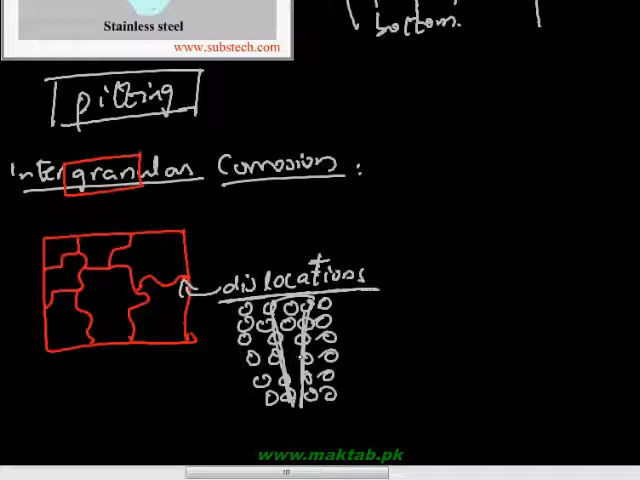 Stainless steel
www.substech.com
bottom.
pitting
Intergranular Corrosion :
dislocations
www.maktab.pk